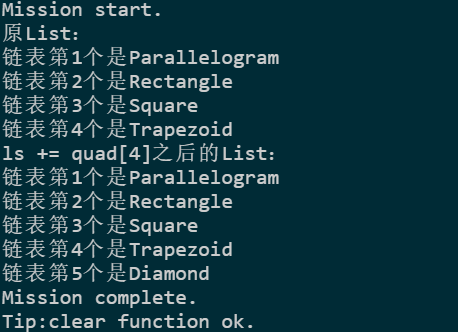 Mission start.
原List：
链表第1个是Parallelogram
链表第2个是Rectangle
链表第3个是Square
链表第4个是Trapezoid
ls += quad[4]之后的List：
链表第1个是Parallelogram
链表第2个是Rectangle
链表第3个是Square
链表第4个是Trapezoid
链表第5个是Diamond
Mission complete.
Tip:clear function ok.